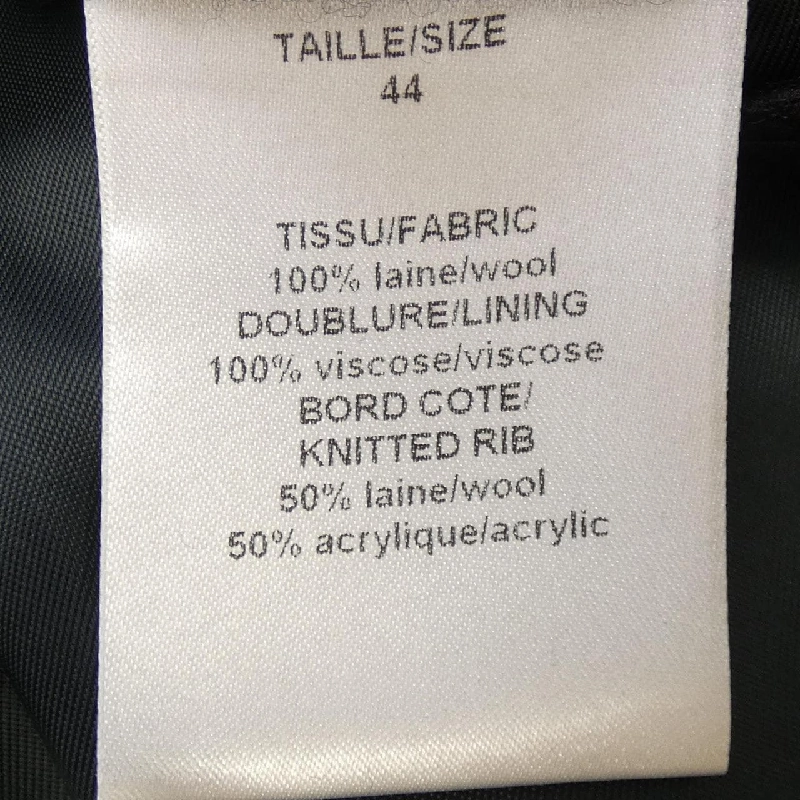 TAILLE/SIZE
44
TISSU/FABRIC
100% laine/wool
DOUBLURE/LINING
100% viscose/viscose
BORD COTE/
KNITTED RIB
50% laine/wool
50% acrylique/acrylic